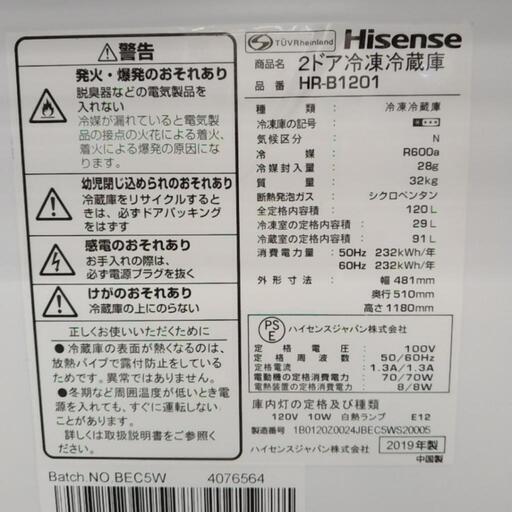 警告
発火・爆発のおそれあり
脱臭器などの電気製品を
入れない
冷媒が漏れていると電気製
品の接点の火花による着火、
着火による爆発の原因に
なります。
幼児閉じ込められのおそれあり
冷蔵庫をリサイクルすると
きは、必ずドアパッキング
をはずす
感電のおそれあり
お手入れの際は、
必ず電源プラグを抜く
けがのおそれあり
冷蔵庫の上にのらない
正しくお使いいただくために
●冷蔵庫の表面が熱くなるのは、
放熱パイプで露付防止をしてい
るためです。異常ではありません。
●冬期など周囲温度が低いとき電源
を入れても、すぐに運転しない
ことがあります。
詳しくは取扱説明書をお読みください。
Batch.NO.BEC5W 4076564
TÜVRheinland Hisense
商品名 2ドア冷凍冷蔵庫
品番 HR-B1201
種類 冷凍冷蔵庫
冷凍庫の記号
気候区分 N
冷媒 R600a
冷媒封入量 28g
質量 32kg
断熱発泡ガス シクロペンタン
全定格内容積 120L
冷凍室の定格内容積 29L
冷蔵室の定格内容積 91L
消費電力量 50Hz 232kWh/年
60Hz 232kWh/年
外形寸法 幅481mm
奥行510mm
高さ1180mm
PSE ハイセンスジャパン株式会社
定格電圧 100V
定格周波数 50/60Hz
定格電流 1.3A/1.3A
電動機の定格消費電力 70/70W
電熱装置の定格消費電力 8/8W
庫内灯の定格及び種類
120V 10W 白熱ランプ E12
製造番号 1B0120Z0024JBEC5WS20005
ハイセンスジャパン株式会社 2019年製
中国製